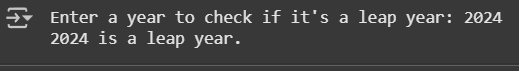 Enter a year to check if it's a leap year: 2024
2024 is a leap year.